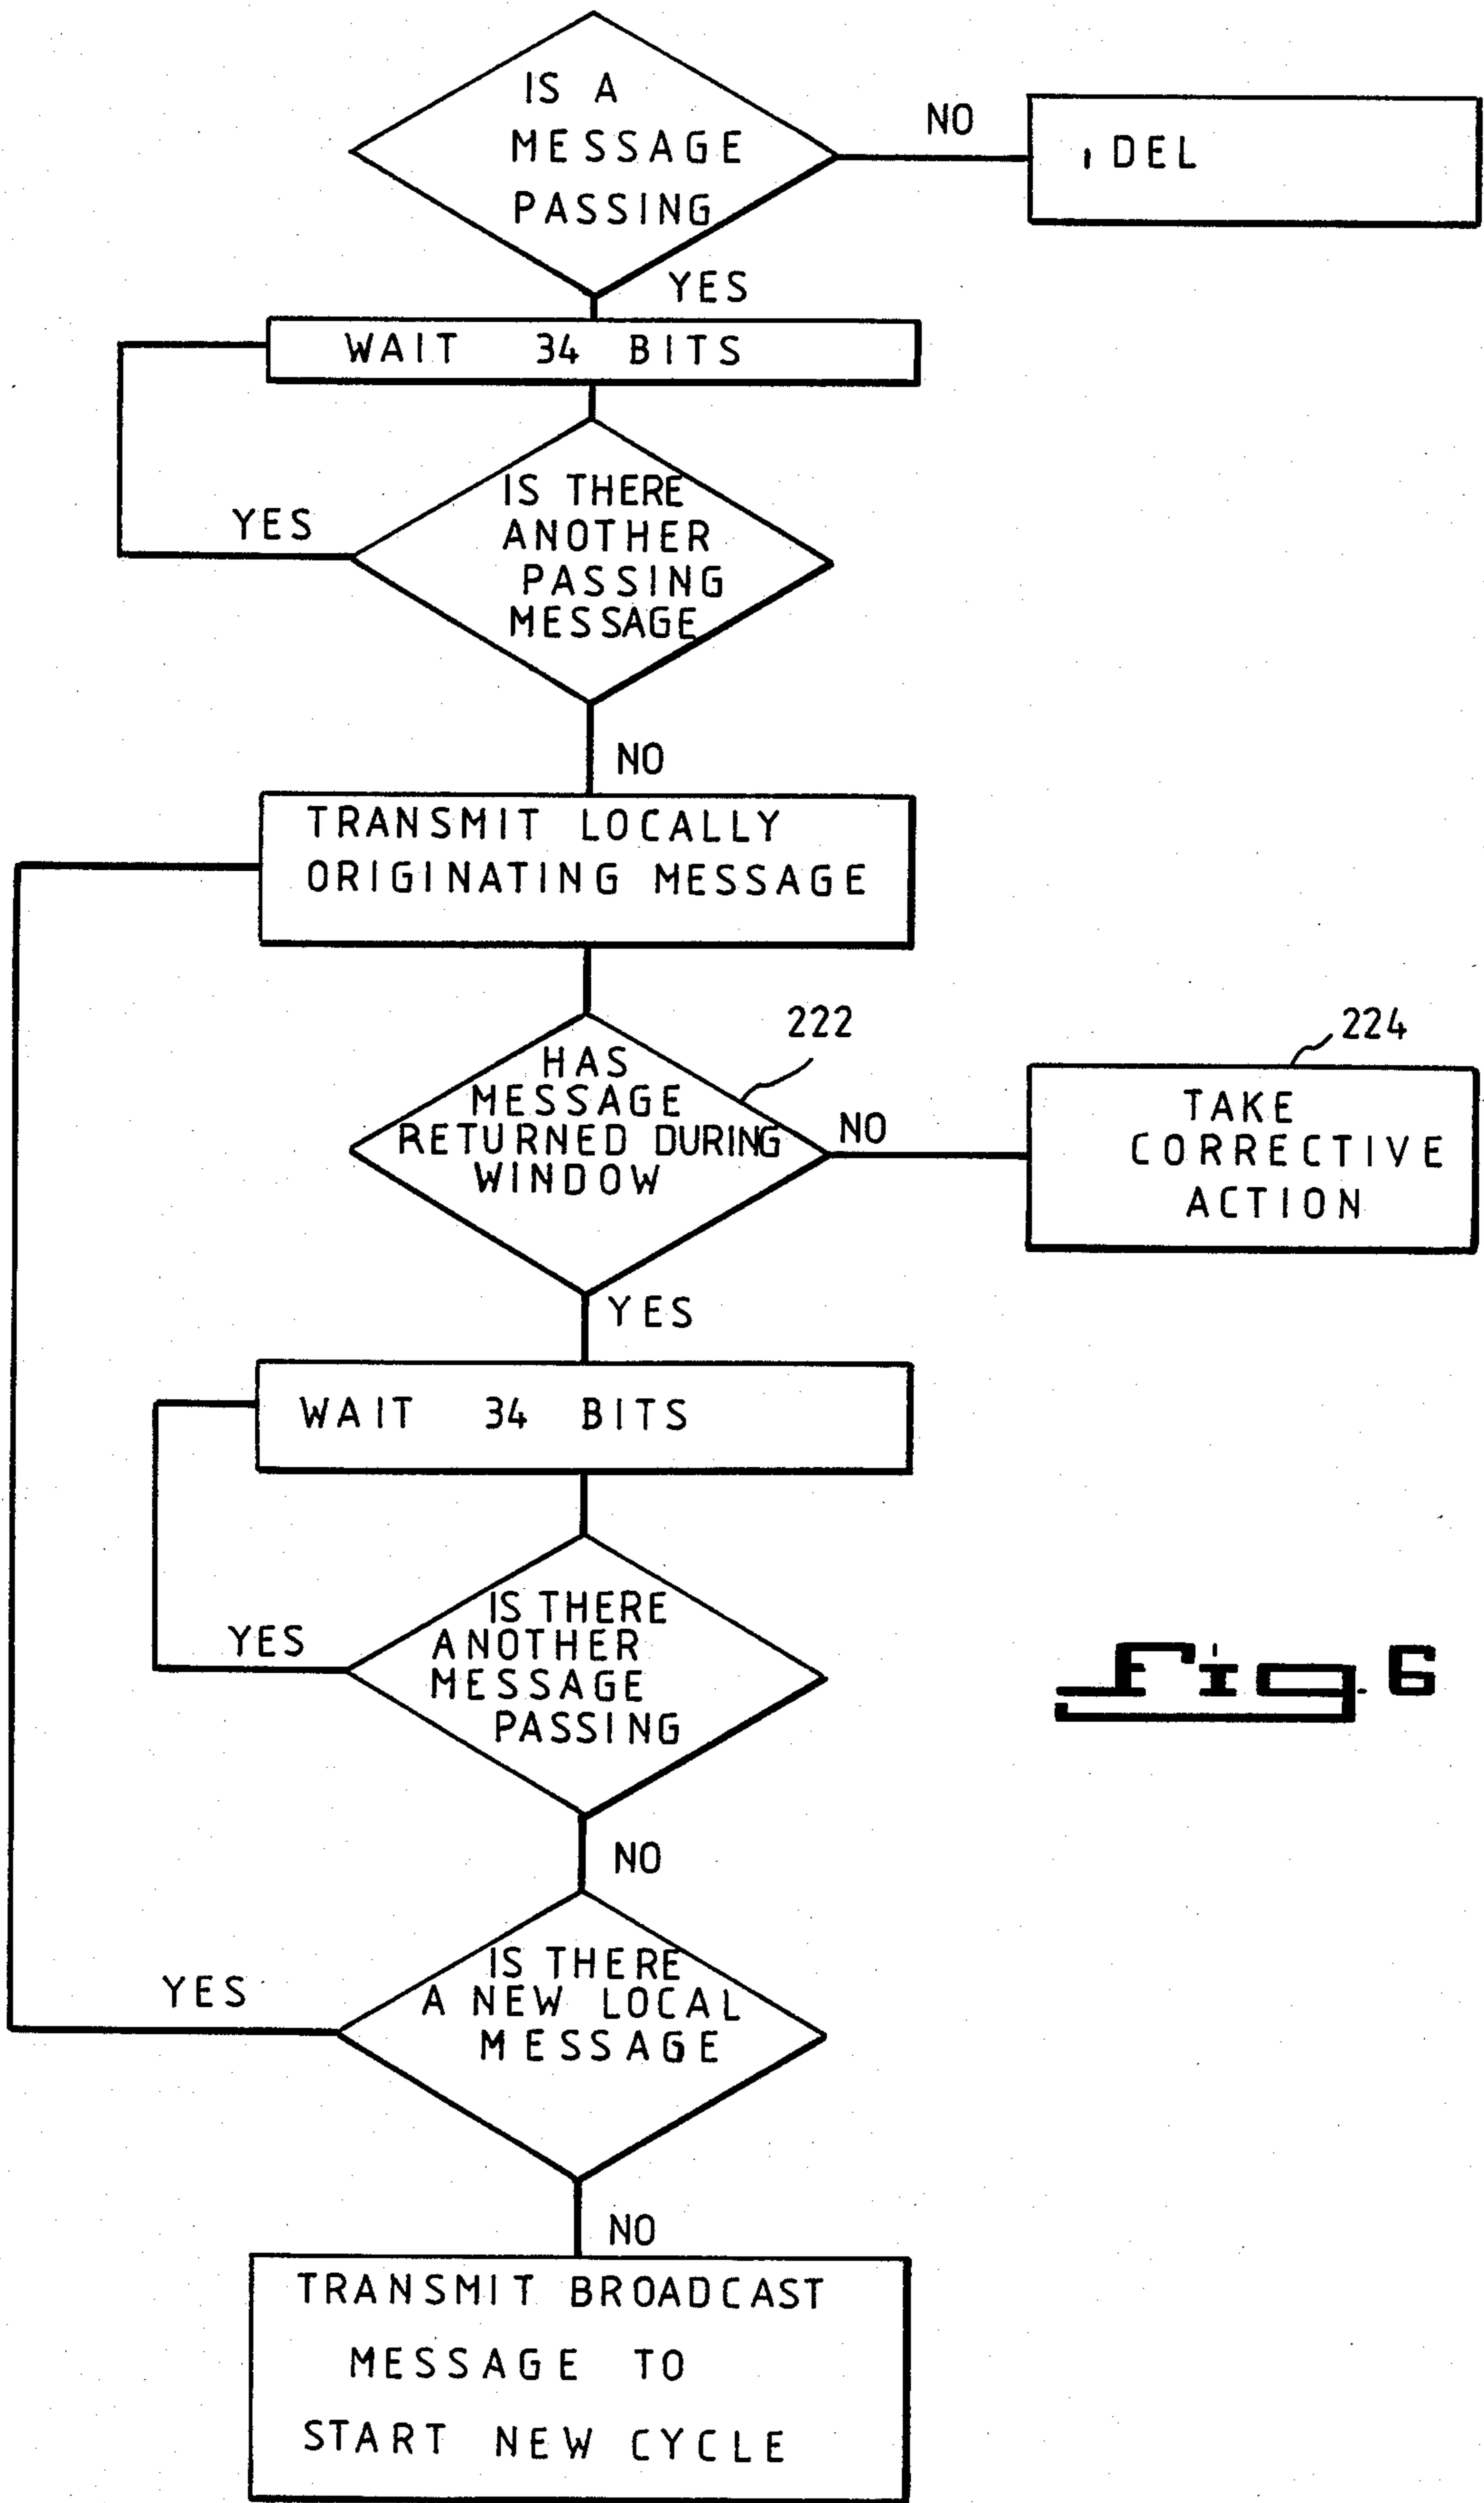 IS A
MESSAGE
PASSING
NO
IDEL
YES
WAIT 34 BITS
IS THERE
ANOTHER
PASSING
MESSAGE
YES
NO
TRANSMIT LOCALLY
ORIGINATING MESSAGE
222
224
HAS
MESSAGE
RETURNED DURING
WINDOW
NO
TAKE
CORRECTIVE
ACTION
YES
WAIT 34 BITS
IS THERE
ANOTHER
MESSAGE
PASSING
YES
Fig. 6
NO
IS THERE
A NEW LOCAL
MESSAGE
YES
NO
TRANSMIT BROADCAST
MESSAGE TO
START NEW CYCLE